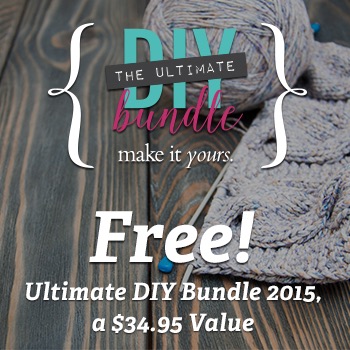 DIY
THE ULTIMATE
bundle
make it yours.
Free!
Ultimate DIY Bundle 2015,
a $34.95 Value